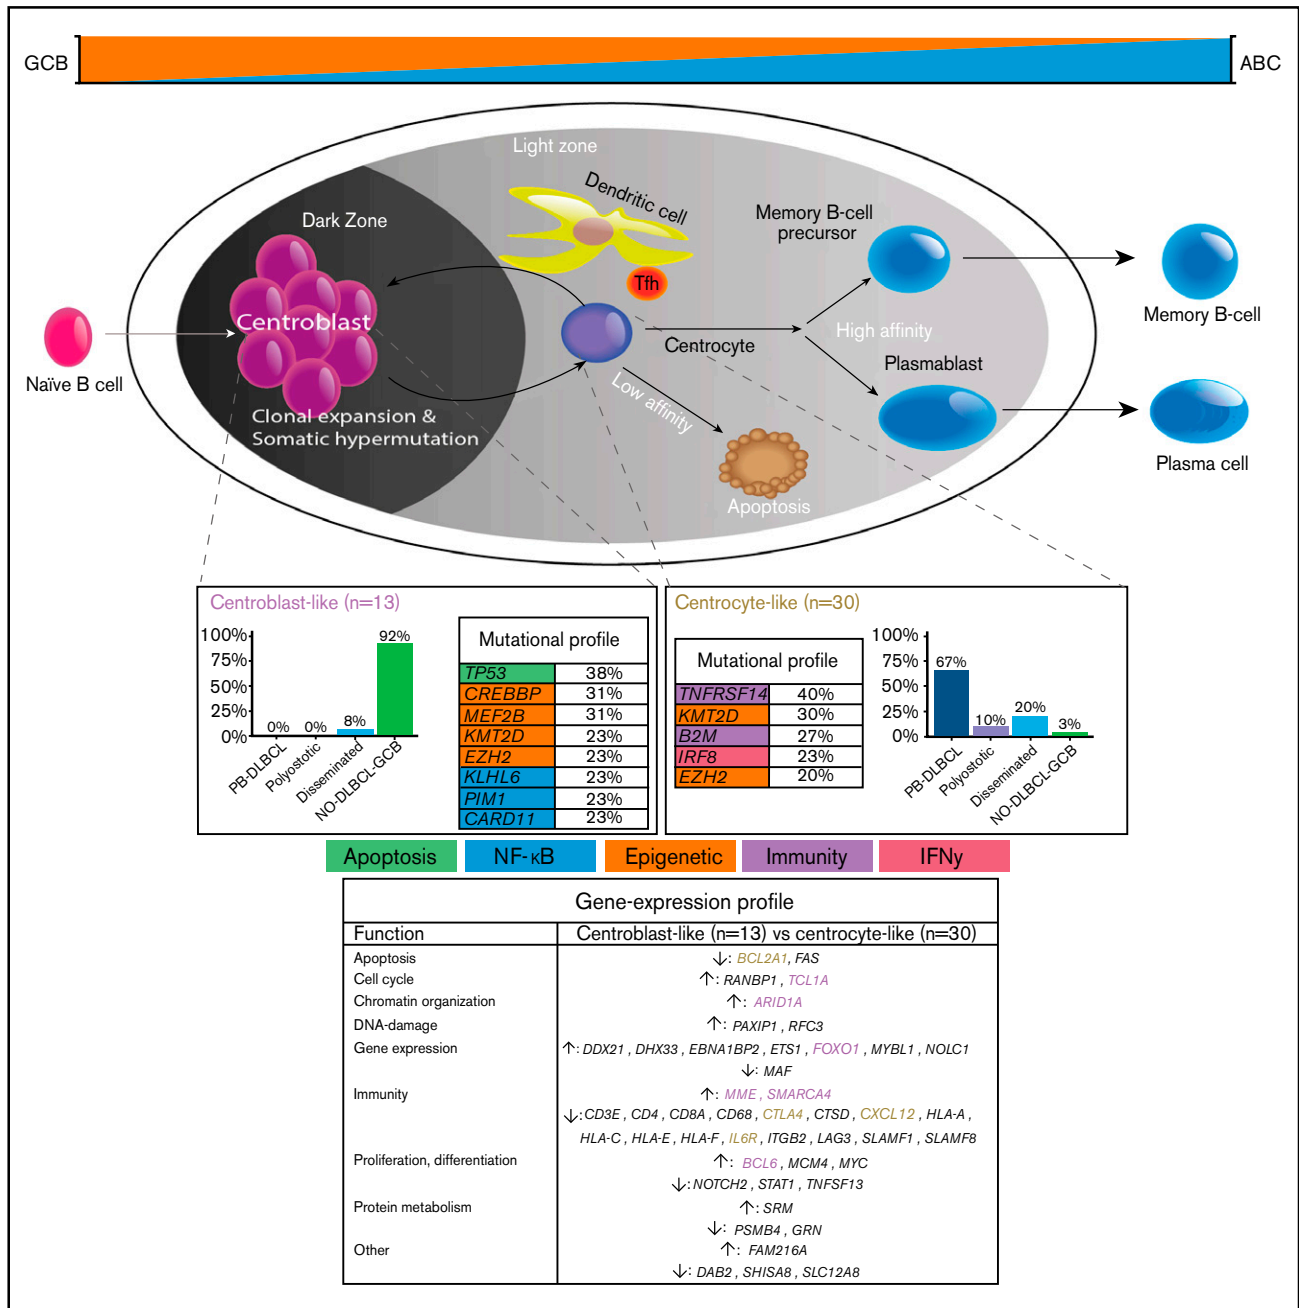 GCB
ABC
Light zone
Dendritic cell
Dark Zone
Memory B-cell
precursor
Tfh
Centroblast
Centrocyte
High affinity
Memory B-cell
Naïve B cell
Plasmablast
Low affinity
Clonal expansion &
Somatic hypermutation
Plasma cell
Apoptosis
Centroblast-like (n=13)
100%
75%
50%
25%
0%
0%
0%
8%
92%
PB-DLBCL
Polyostotic
Disseminated
NO-DLBCL-GCB
Mutational profile
TP53 38%
CREBBP 31%
MEF2B 31%
KMT2D 23%
EZH2 23%
KLHL6 23%
PIM1 23%
CARD11 23%
Centrocyte-like (n=30)
Mutational profile
TNFRSF14 40%
KMT2D 30%
B2M 27%
IRF8 23%
EZH2 20%
100%
75%
50%
25%
0%
67%
10%
20%
3%
PB-DLBCL
Polyostotic
Disseminated
NO-DLBCL-GCB
Apoptosis NF-κB Epigenetic Immunity IFNy
Gene-expression profile
Function Centroblast-like (n=13) vs centrocyte-like (n=30)
Apoptosis ↓: BCL2A1, FAS
Cell cycle ↑: RANBP1 , TCL1A
Chromatin organization ↑: ARID1A
DNA-damage ↑: PAXIP1 , RFC3
Gene expression ↑: DDX21 , DHX33 , EBNA1BP2 , ETS1 , FOXO1 , MYBL1 , NOLC1
↓: MAF
Immunity ↑: MME , SMARCA4
↓: CD3E , CD4 , CD8A , CD68 , CTLA4 , CTSD , CXCL12 , HLA-A ,
HLA-C , HLA-E , HLA-F , IL6R , ITGB2 , LAG3 , SLAMF1 , SLAMF8
Proliferation, differentiation ↑: BCL6 , MCM4 , MYC
↓: NOTCH2 , STAT1 , TNFSF13
Protein metabolism ↑: SRM
↓: PSMB4 , GRN
Other ↑: FAM216A
↓: DAB2 , SHISA8 , SLC12A8